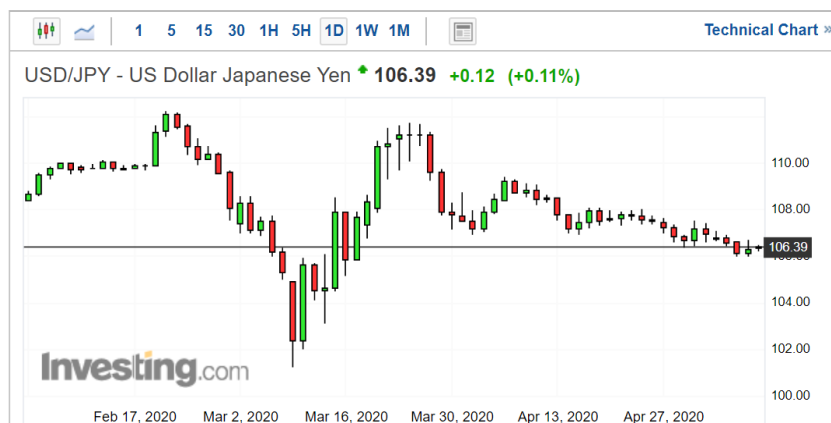 1 5 15 30 1H 5H 1D 1W 1M Technical Chart »
USD/JPY - US Dollar Japanese Yen 106.39 +0.12 (+0.11%)
110.00
108.00
106.39
106.00
104.00
102.00
Investing.com
100.00
Feb 17, 2020 Mar 2, 2020 Mar 16, 2020 Mar 30, 2020 Apr 13, 2020 Apr 27, 2020